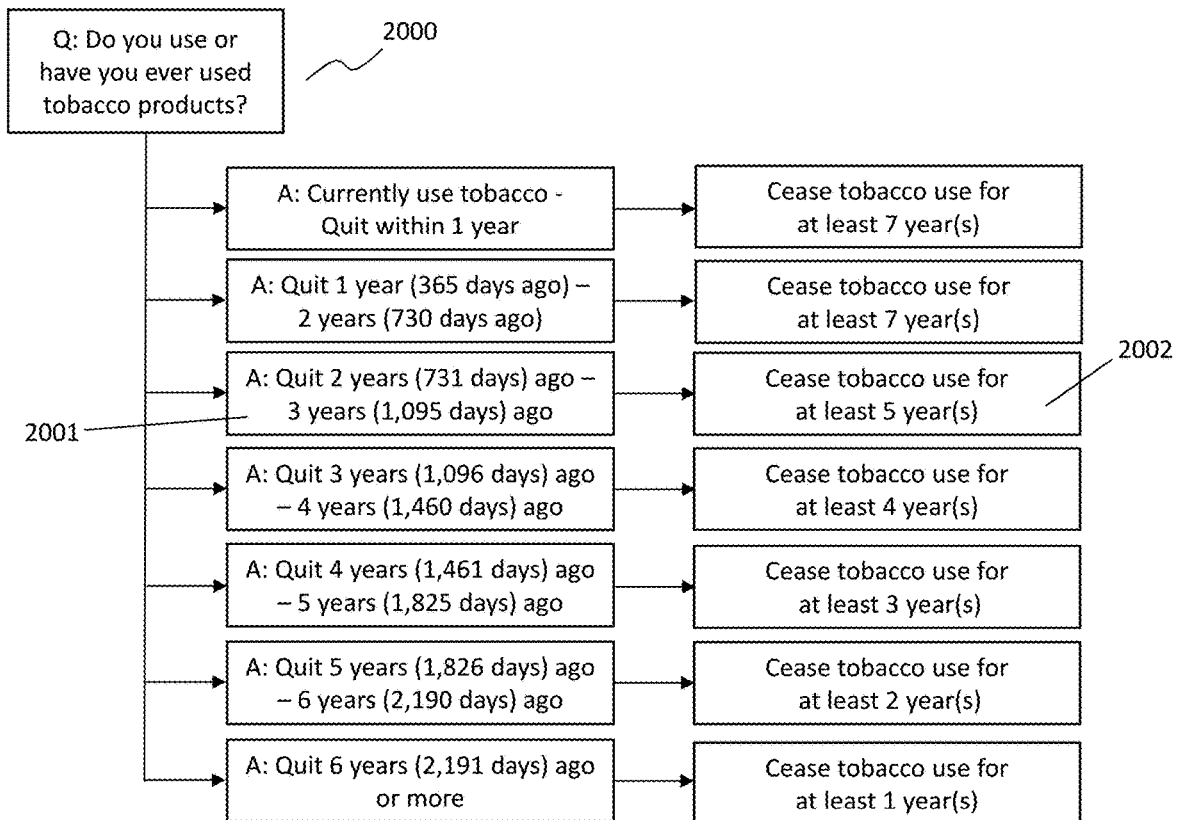 Q: Do you use or
have you ever used
tobacco products?
2000
A: Currently use tobacco -
Quit within 1 year
Cease tobacco use for
at least 7 year(s)
A: Quit 1 year (365 days ago) –
2 years (730 days ago)
Cease tobacco use for
at least 7 year(s)
2002
A: Quit 2 years (731 days) ago –
3 years (1,095 days) ago
2001
Cease tobacco use for
at least 5 year(s)
A: Quit 3 years (1,096 days) ago
– 4 years (1,460 days) ago
Cease tobacco use for
at least 4 year(s)
A: Quit 4 years (1,461 days) ago
– 5 years (1,825 days) ago
Cease tobacco use for
at least 3 year(s)
A: Quit 5 years (1,826 days) ago
– 6 years (2,190 days) ago
Cease tobacco use for
at least 2 year(s)
A: Quit 6 years (2,191 days) ago
or more
Cease tobacco use for
at least 1 year(s)